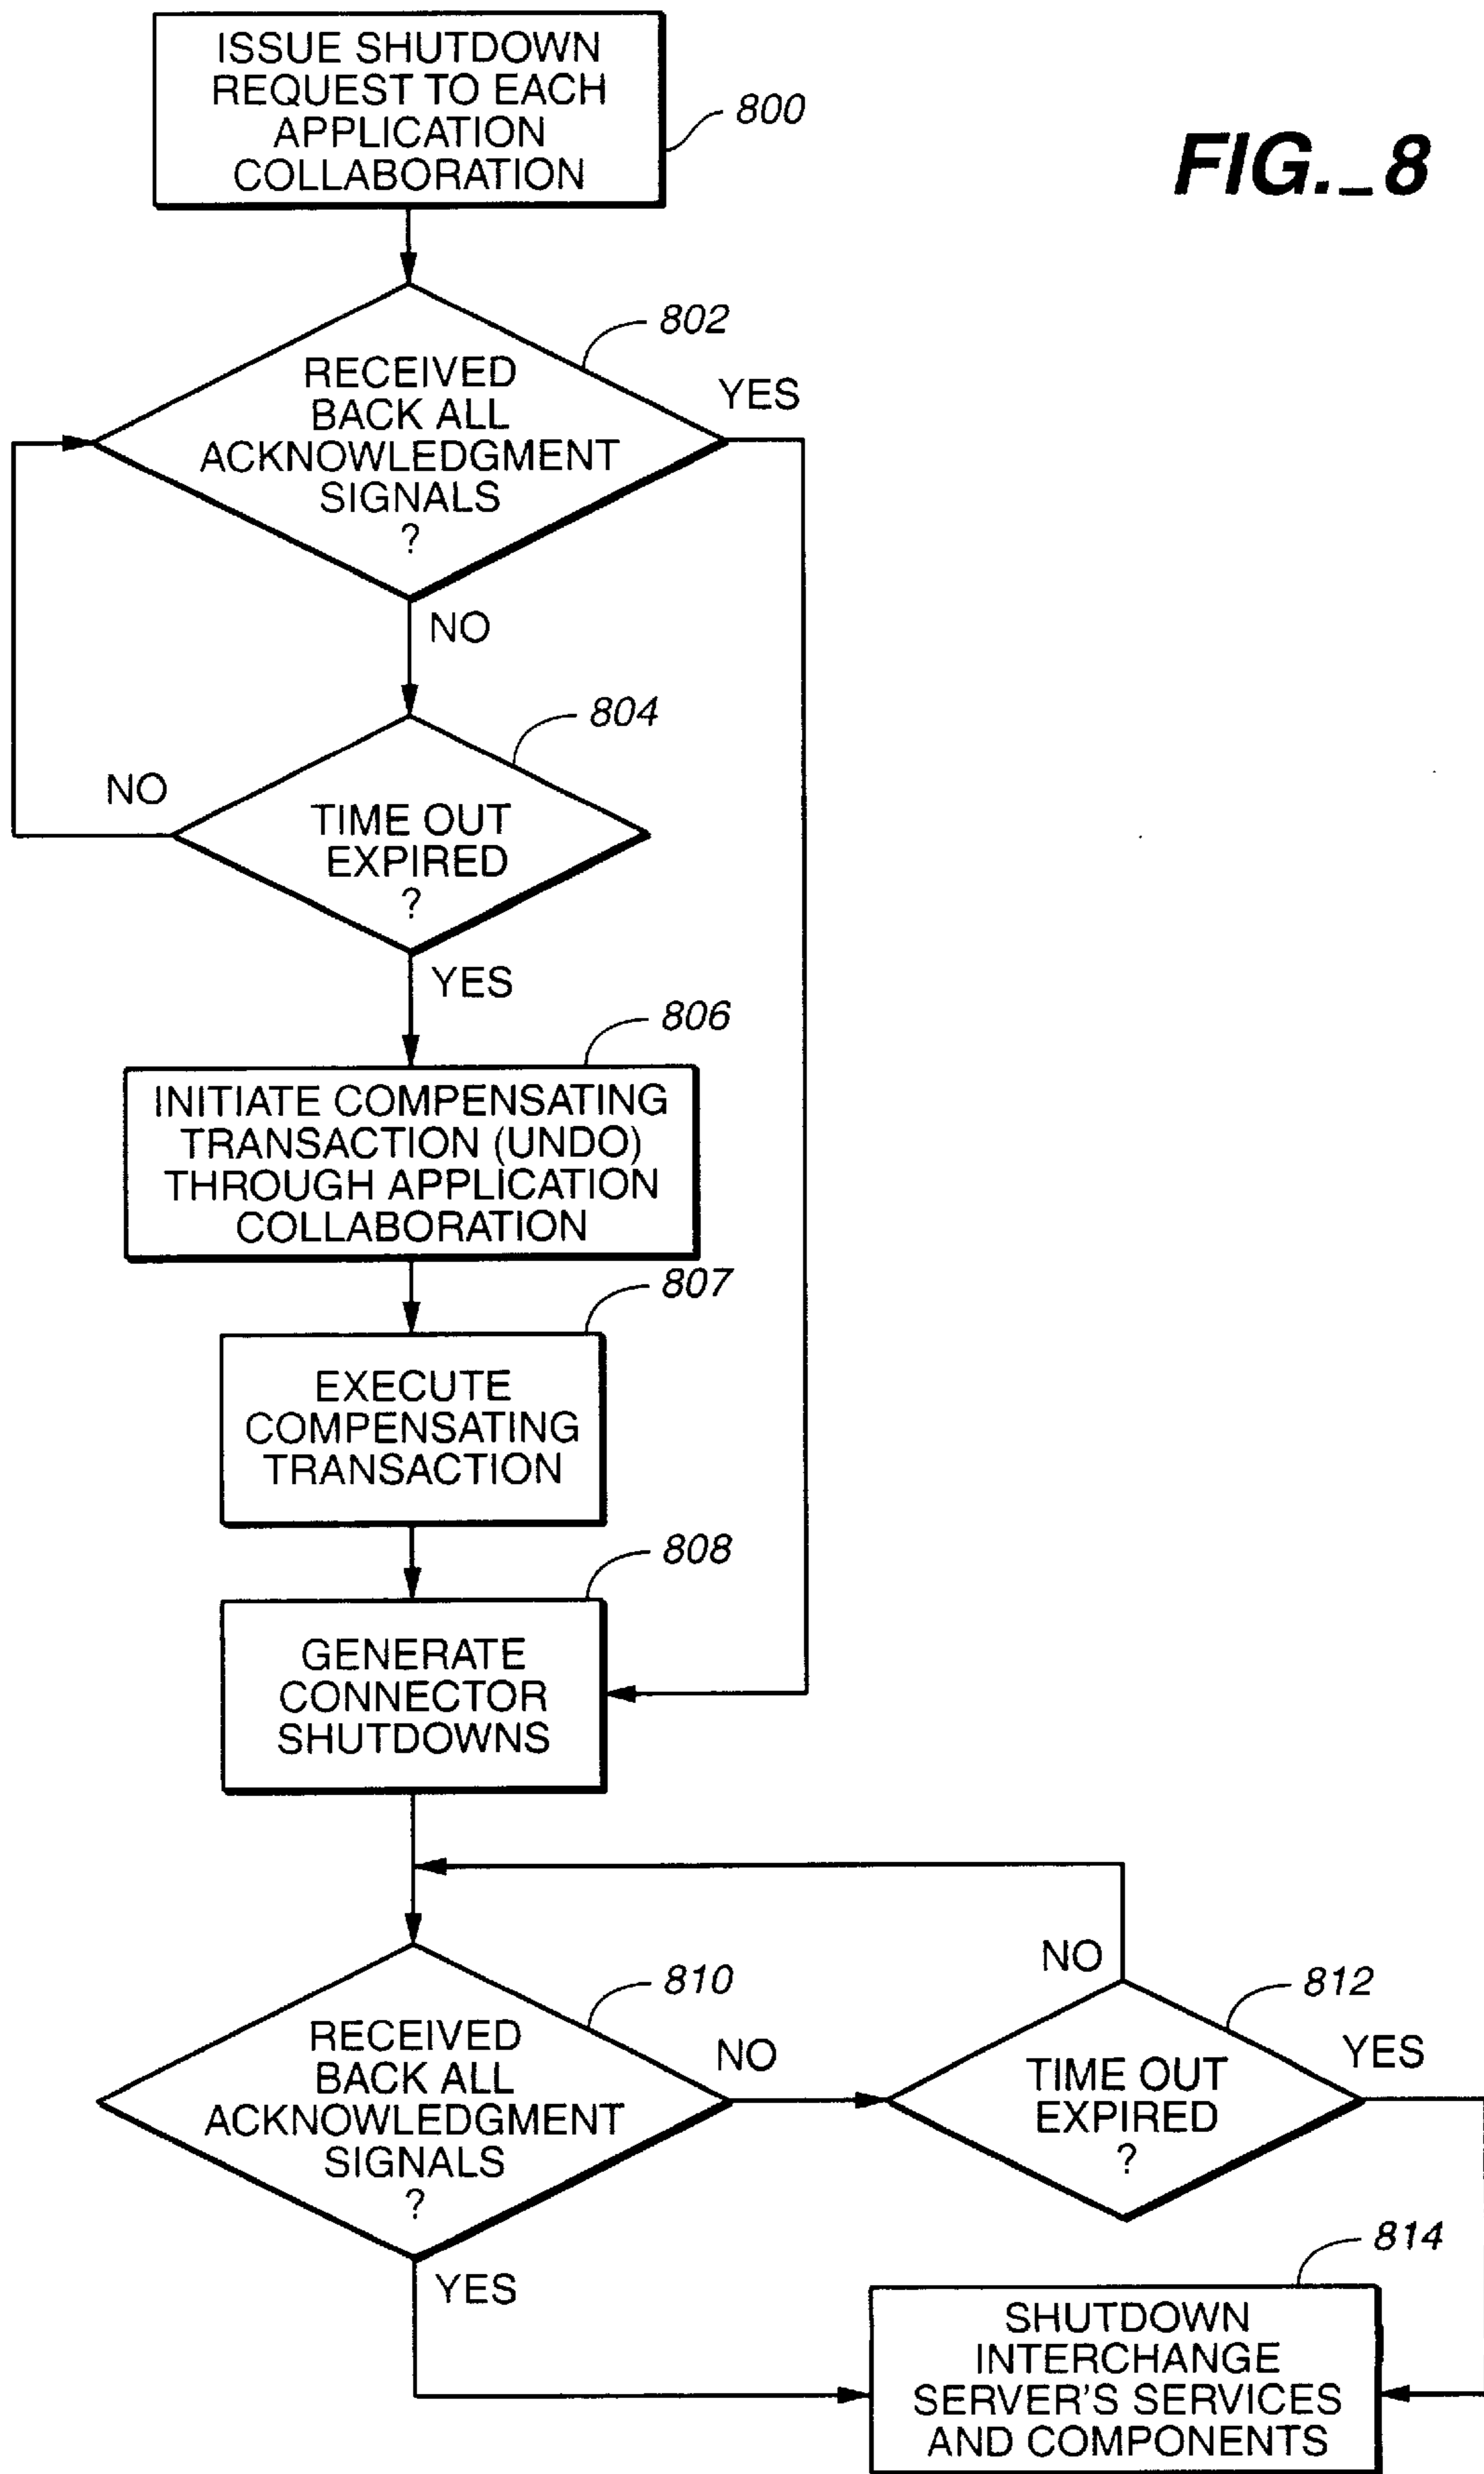 ISSUE SHUTDOWN
REQUEST TO EACH
APPLICATION
COLLABORATION
800
FIG._8
802
RECEIVED
BACK ALL
ACKNOWLEDGMENT
SIGNALS
?
YES
NO
804
NO
TIME OUT
EXPIRED
?
YES
806
INITIATE COMPENSATING
TRANSACTION (UNDO)
THROUGH APPLICATION
COLLABORATION
807
EXECUTE
COMPENSATING
TRANSACTION
808
GENERATE
CONNECTOR
SHUTDOWNS
810
RECEIVED
BACK ALL
ACKNOWLEDGMENT
SIGNALS
?
NO
YES
NO
812
TIME OUT
EXPIRED
?
YES
814
SHUTDOWN
INTERCHANGE
SERVER'S SERVICES
AND COMPONENTS